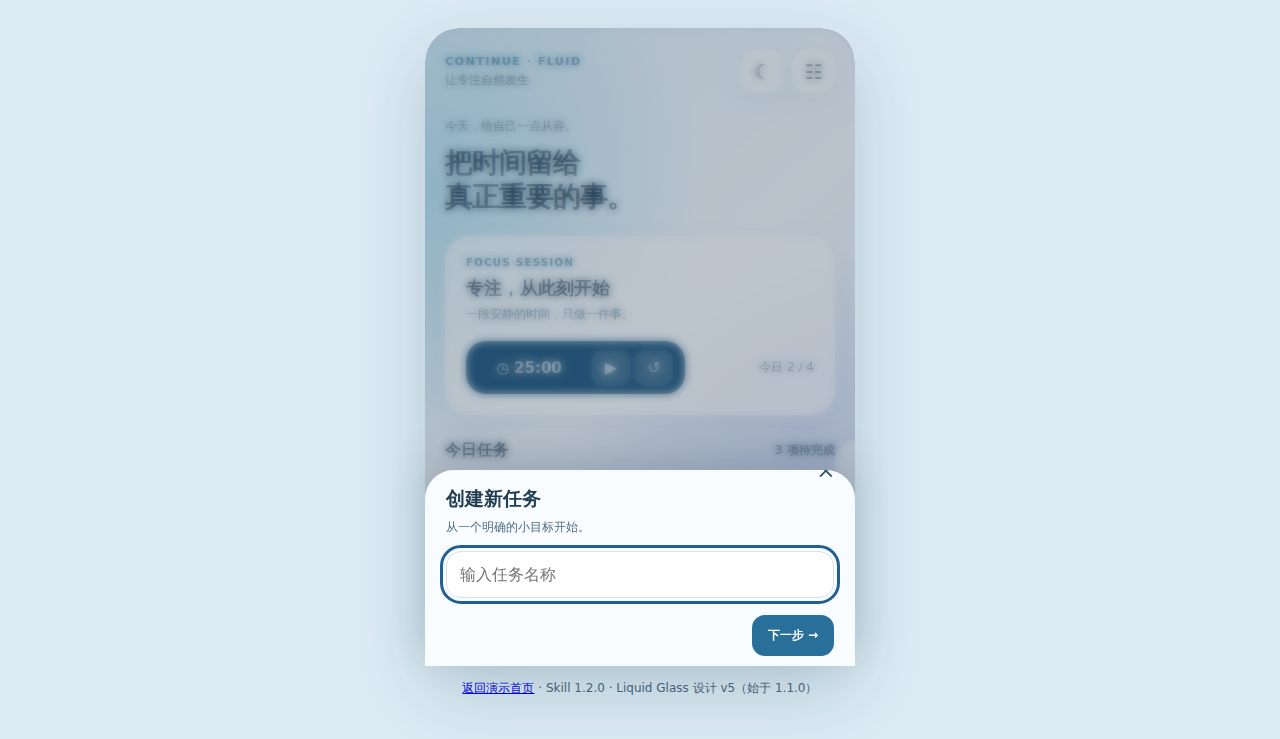 CONTINUE · FLUID
让专注自然发生
今天，给自己一点从容。
把时间留给
真正重要的事。
FOCUS SESSION
专注，从此刻开始
一段安静的时间，只做一件事。
25:00
今日 2 / 4
今日任务
3 项待完成
创建新任务
从一个明确的小目标开始。
输入任务名称
下一步 →
返回演示首页 · Skill 1.2.0 · Liquid Glass 设计 v5（始于 1.1.0）